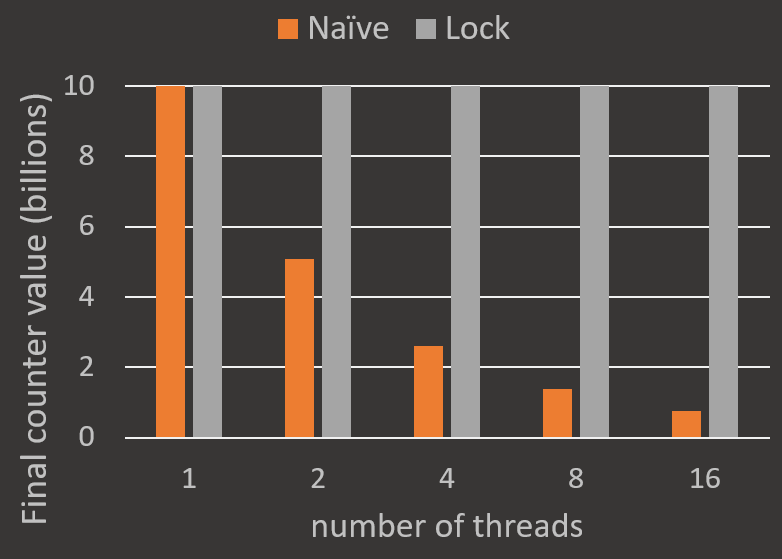 Naïve Lock
Final counter value (billions)
10
8
6
4
2
0
1 2 4 8 16
number of threads